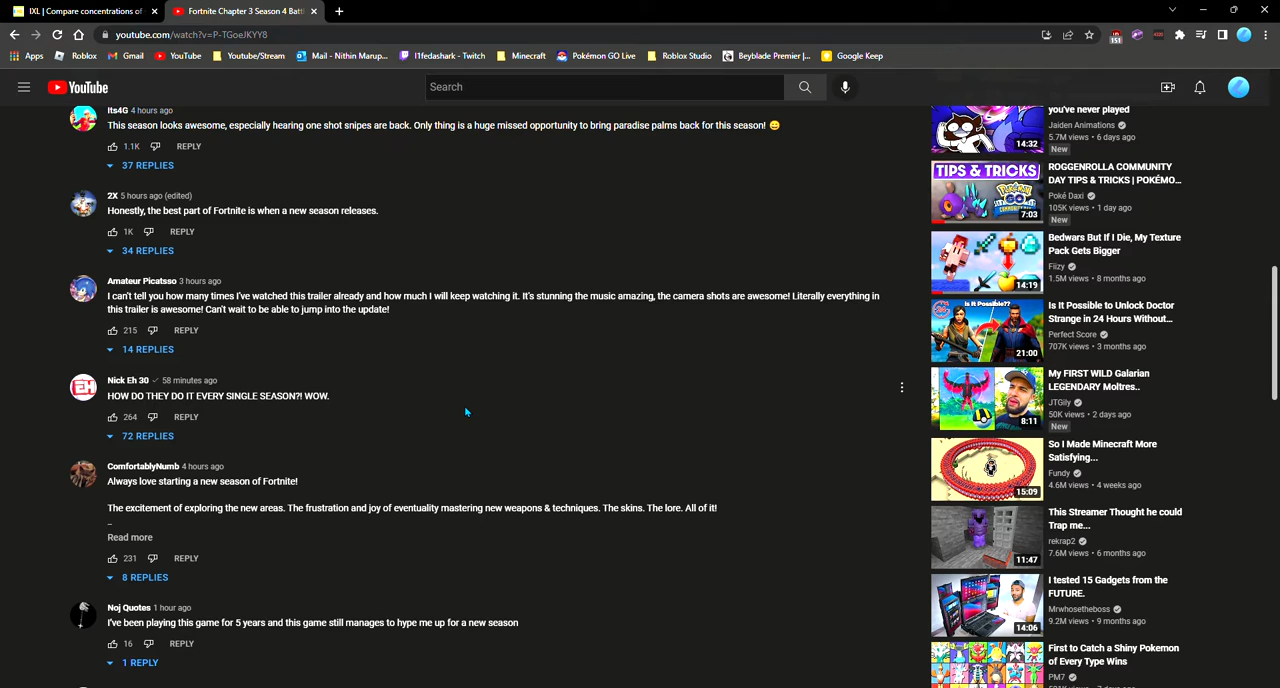 IXL | Compare concentrations of
Fortnite Chapter 3 Season 4 Battl
youtube.com/watch?v=P-TGoeJKYY8
151
Apps
Roblox
Gmail
YouTube
Youtube/Stream
Mail - Nithin Marup...
l1fedashark - Twitch
Minecraft
Pokémon GO Live
Roblox Studio
Beyblade Premier |...
Google Keep
YouTube
Search
Its4G 4 hours ago
This season looks awesome, especially hearing one shot snipes are back. Only thing is a huge missed opportunity to bring paradise palms back for this season! 😄
1.1K REPLY
37 REPLIES
2X 5 hours ago (edited)
Honestly, the best part of Fortnite is when a new season releases.
1K REPLY
34 REPLIES
Amateur Picatsso 3 hours ago
I can't tell you how many times I've watched this trailer already and how much I will keep watching it. It's stunning the music amazing, the camera shots are awesome! Literally everything in
this trailer is awesome! Can't wait to be able to jump into the update!
215 REPLY
14 REPLIES
EH
Nick Eh 30 58 minutes ago
HOW DO THEY DO IT EVERY SINGLE SEASON?! WOW.
264 REPLY
72 REPLIES
ComfortablyNumb 4 hours ago
Always love starting a new season of Fortnite!
The excitement of exploring the new areas. The frustration and joy of eventuality mastering new weapons & techniques. The skins. The lore. All of it!
Read more
231 REPLY
8 REPLIES
Noj Quotes 1 hour ago
I've been playing this game for 5 years and this game still manages to hype me up for a new season
16 REPLY
1 REPLY
14:32
you've never played
Jaiden Animations
5.7M views • 6 days ago
New
TIPS & TRICKS
POKÉMON GO
7:03
ROGGENROLLA COMMUNITY
DAY TIPS & TRICKS | POKÉMO...
Poké Daxi
105K views • 1 day ago
New
14:19
Bedwars But If I Die, My Texture
Pack Gets Bigger
Fiizy
1.5M views • 8 months ago
Is It Possible??
21:00
Is It Possible to Unlock Doctor
Strange in 24 Hours Without...
Perfect Score
707K views • 3 months ago
8:11
My FIRST WILD Galarian
LEGENDARY Moltres..
JTGily
50K views • 2 days ago
New
15:09
So I Made Minecraft More
Satisfying...
Fundy
4.6M views • 4 weeks ago
11:47
This Streamer Thought he could
Trap me...
rekrap2
7.6M views • 6 months ago
14:06
I tested 15 Gadgets from the
FUTURE.
Mrwhosetheboss
9.2M views • 9 months ago
First to Catch a Shiny Pokemon
of Every Type Wins
PM7